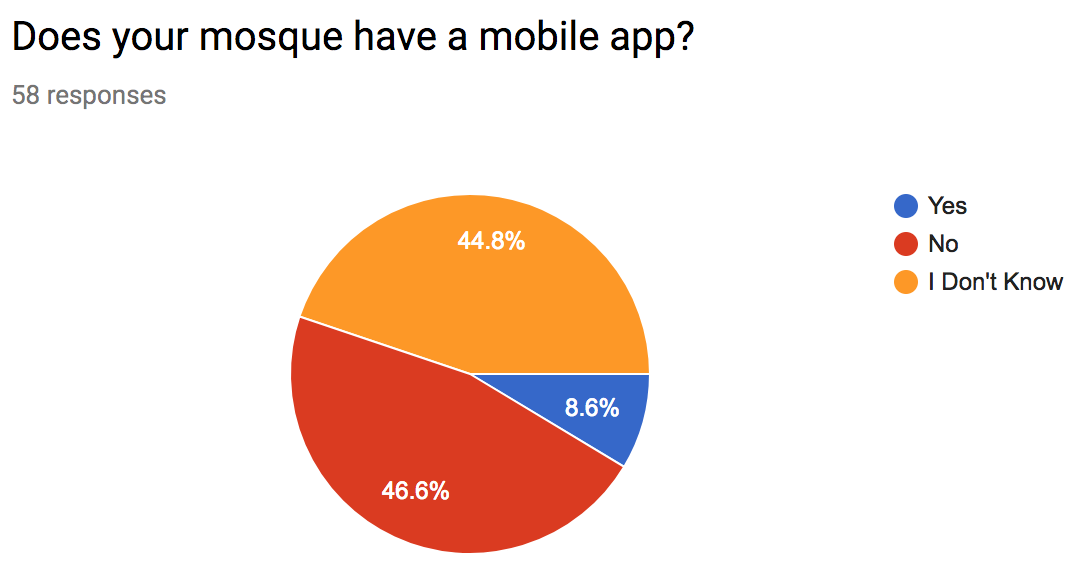 Does your mosque have a mobile app?
58 responses
44.8%
8.6%
46.6%
Yes
No
I Don't Know